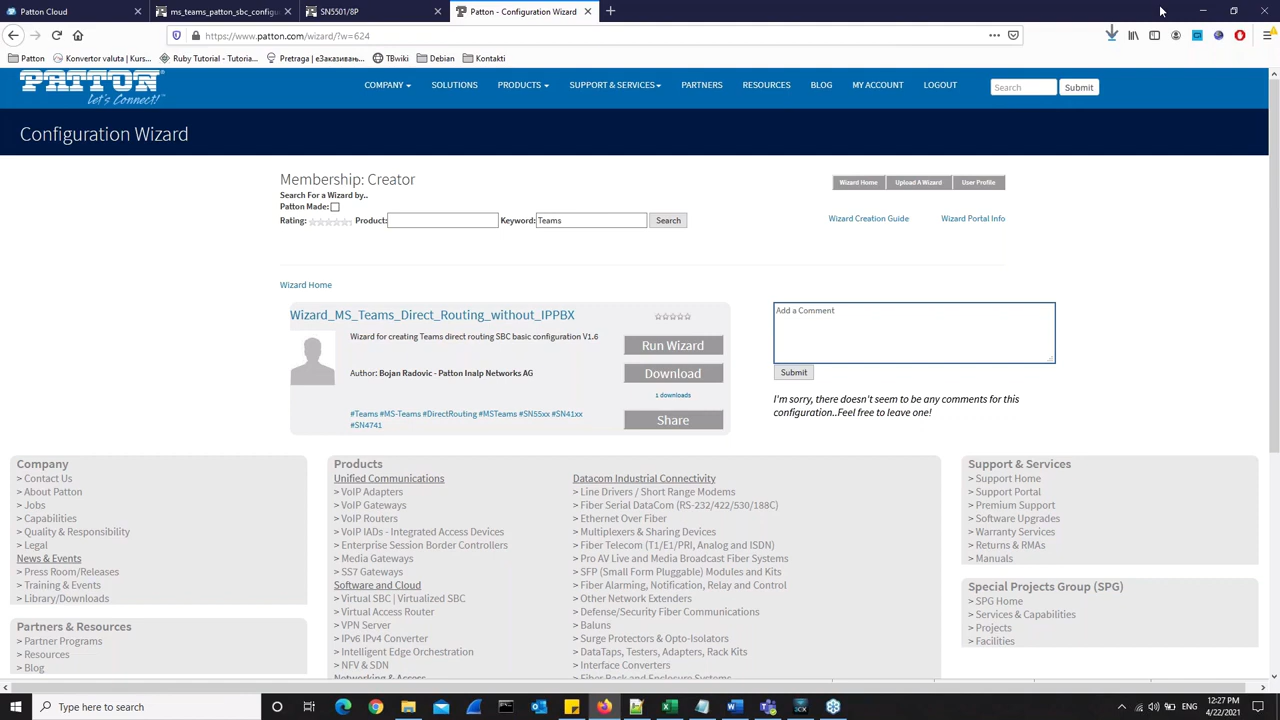 Patton Cloud
ms_teams_patton_sbc_config
SN5501/8P
Patton - Configuration Wizard
https://www.patton.com/wizard/?w=624
Patton
Konvertor valuta | Kurs...
Ruby Tutorial - Tutoria...
Pretraga | eЗаказивањ...
TBwiki
Debian
Kontakti
PATTON
Let's Connect!
COMPANY
SOLUTIONS
PRODUCTS
SUPPORT & SERVICES
PARTNERS
RESOURCES
BLOG
MY ACCOUNT
LOGOUT
Search
Submit
Configuration Wizard
Membership: Creator
Wizard Home
Upload A Wizard
User Profile
Search For a Wizard by..
Patton Made:
Rating:
Product:
Keyword:
Teams
Search
Wizard Creation Guide
Wizard Portal Info
Wizard Home
Wizard_MS_Teams_Direct_Routing_without_IPPBX
Wizard for creating Teams direct routing SBC basic configuration V1.6
Author: Bojan Radovic - Patton Inalp Networks AG
#Teams #MS-Teams #DirectRouting #MSTeams #SN55xx #SN41xx
#SN4741
Run Wizard
Download
1 downloads
Share
Add a Comment
Submit
I'm sorry, there doesn't seem to be any comments for this
configuration..Feel free to leave one!
Company
> Contact Us
> About Patton
> Jobs
> Capabilities
> Quality & Responsibility
> Legal
News & Events
> Press Room/Releases
> Training & Events
> Library/Downloads
Partners & Resources
> Partner Programs
> Resources
> Blog
Products
Unified Communications
> VoIP Adapters
> VoIP Gateways
> VoIP Routers
> VoIP IADs - Integrated Access Devices
> Enterprise Session Border Controllers
> Media Gateways
> SS7 Gateways
Software and Cloud
> Virtual SBC | Virtualized SBC
> Virtual Access Router
> VPN Server
> IPv6 IPv4 Converter
> Intelligent Edge Orchestration
> NFV & SDN
Networking & Access
Datacom Industrial Connectivity
> Line Drivers / Short Range Modems
> Fiber Serial DataCom (RS-232/422/530/188C)
> Ethernet Over Fiber
> Multiplexers & Sharing Devices
> Fiber Telecom (T1/E1/PRI, Analog and ISDN)
> Pro AV Live and Media Broadcast Fiber Systems
> SFP (Small Form Pluggable) Modules and Kits
> Fiber Alarming, Notification, Relay and Control
> Other Network Extenders
> Defense/Security Fiber Communications
> Baluns
> Surge Protectors & Opto-Isolators
> DataTaps, Testers, Adapters, Rack Kits
> Interface Converters
> Fiber Rack and Enclosure Systems
Support & Services
> Support Home
> Support Portal
> Premium Support
> Software Upgrades
> Warranty Services
> Returns & RMAs
> Manuals
Special Projects Group (SPG)
> SPG Home
> Services & Capabilities
> Projects
> Facilities
Type here to search
12:27 PM
4/22/2021